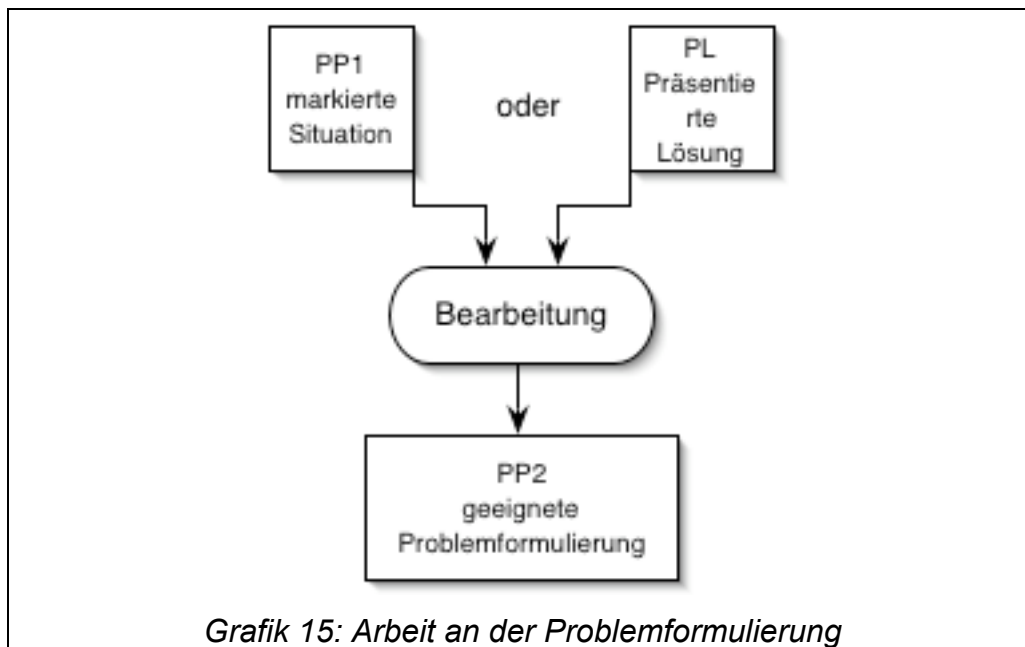 PP1
markierte
Situation
oder
PL
Präsentie
rte
Lösung
Bearbeitung
PP2
geeignete
Problemformulierung
Grafik 15: Arbeit an der Problemformulierung